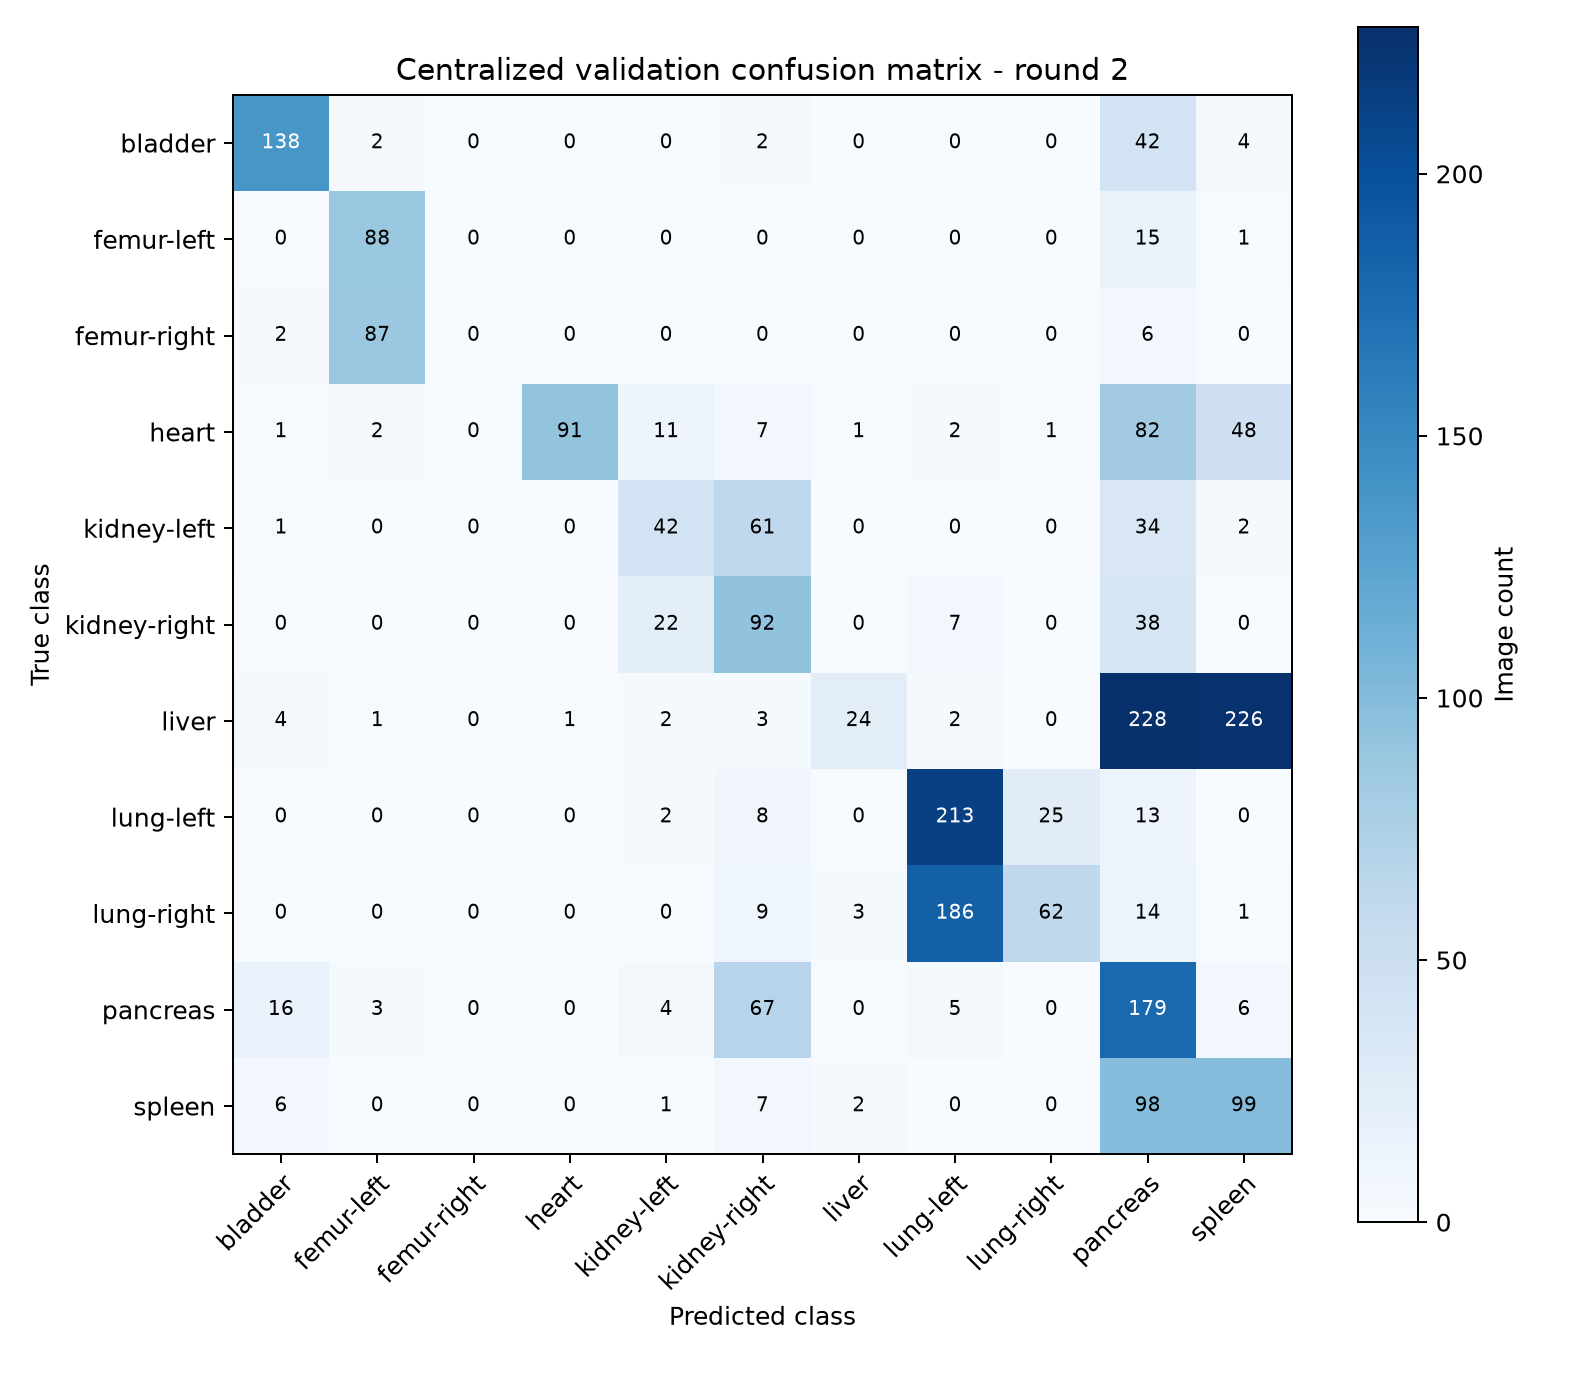 Centralized validation confusion matrix - round 2
bladder 138 2 0 0 0 2 0 0 0 42 4
femur-left 0 88 0 0 0 0 0 0 0 15 1
femur-right 2 87 0 0 0 0 0 0 0 6 0
heart 1 2 0 91 11 7 1 2 1 82 48
kidney-left 1 0 0 0 42 61 0 0 0 34 2
kidney-right 0 0 0 0 22 92 0 7 0 38 0
liver 4 1 0 1 2 3 24 2 0 228 226
lung-left 0 0 0 0 2 8 0 213 25 13 0
lung-right 0 0 0 0 0 9 3 186 62 14 1
pancreas 16 3 0 0 4 67 0 5 0 179 6
spleen 6 0 0 0 1 7 2 0 0 98 99
True class
bladder femur-left femur-right heart kidney-left kidney-right liver lung-left lung-right pancreas spleen
Predicted class
200
150
100
50
0
Image count